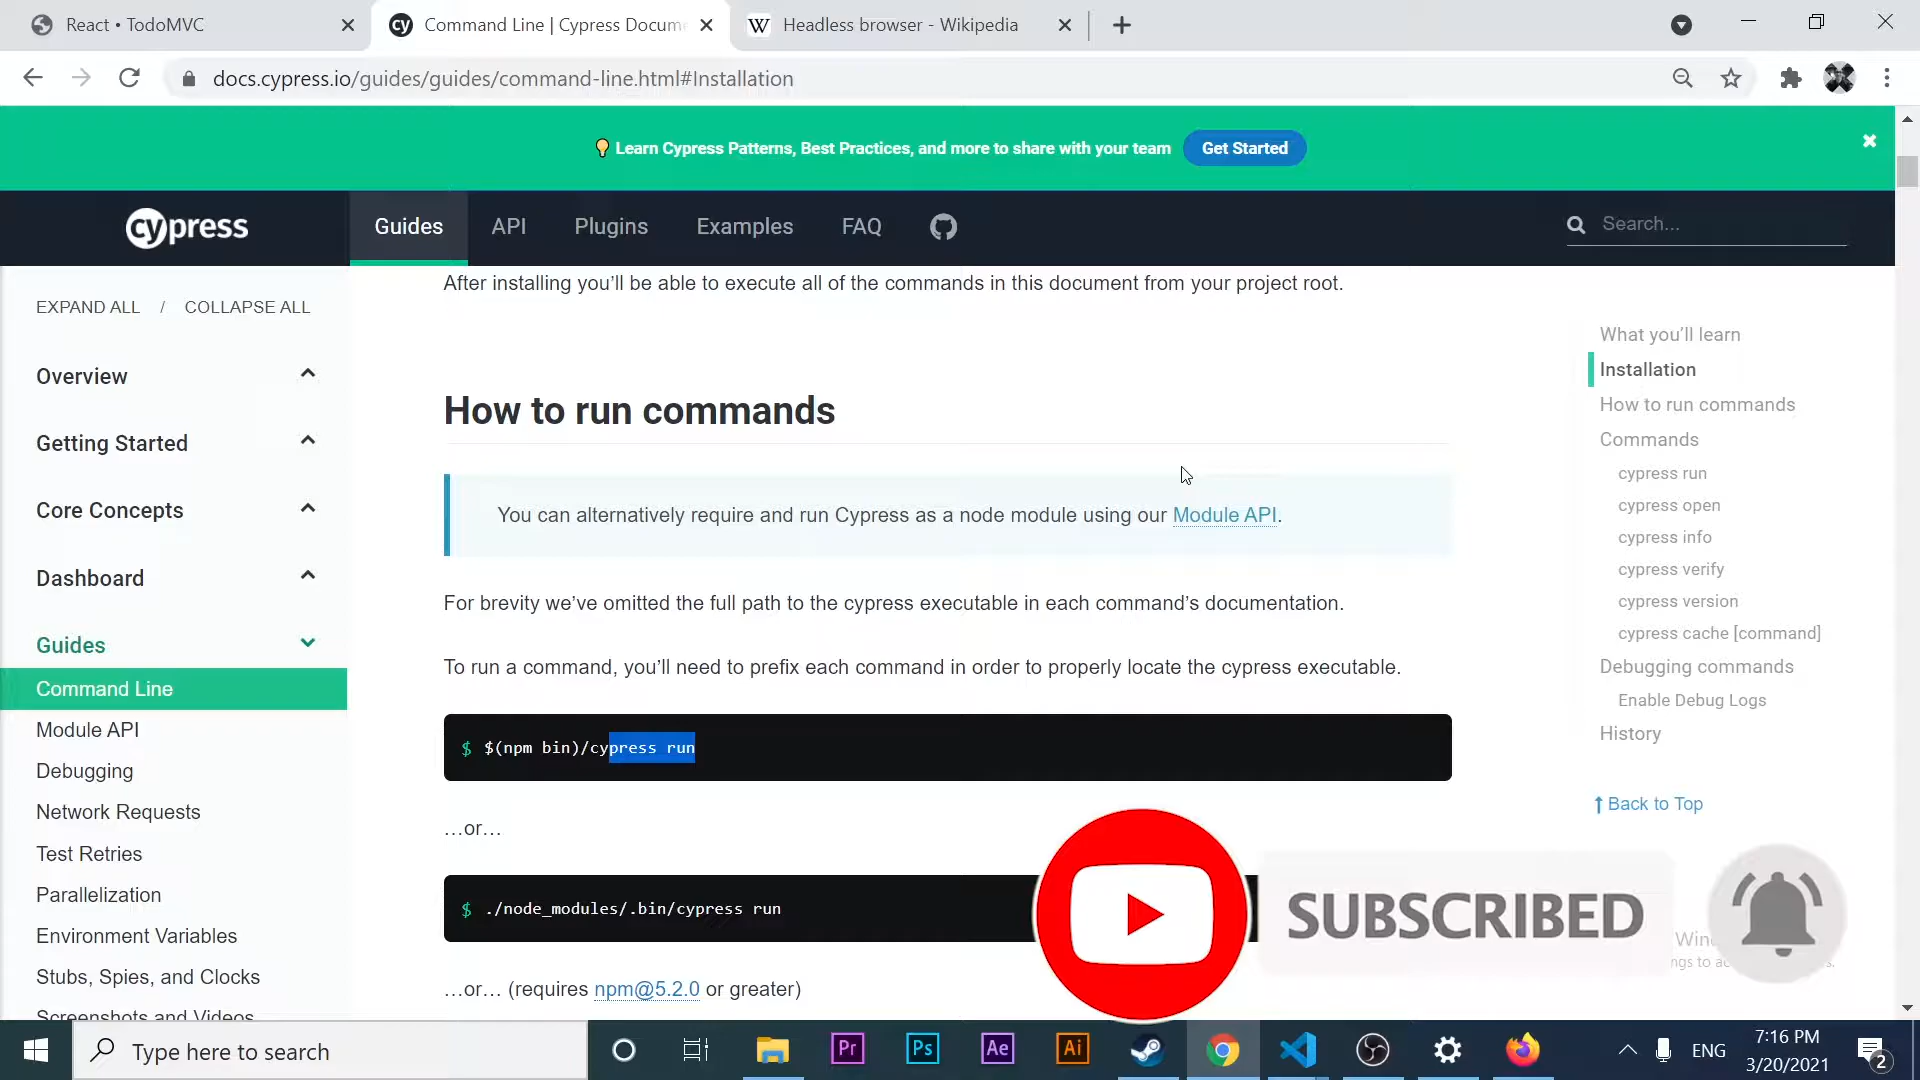 React • TodoMVC
cy Command Line | Cypress Docum
W Headless browser - Wikipedia
docs.cypress.io/guides/guides/command-line.html#Installation
Learn Cypress Patterns, Best Practices, and more to share with your team Get Started
cypress Guides API Plugins Examples FAQ Search...
EXPAND ALL / COLLAPSE ALL
Overview
Getting Started
Core Concepts
Dashboard
Guides
Command Line
Module API
Debugging
Network Requests
Test Retries
Parallelization
Environment Variables
Stubs, Spies, and Clocks
Screenshots and Videos
After installing you’ll be able to execute all of the commands in this document from your project root.
How to run commands
You can alternatively require and run Cypress as a node module using our Module API.
For brevity we’ve omitted the full path to the cypress executable in each command’s documentation.
To run a command, you’ll need to prefix each command in order to properly locate the cypress executable.
$ $(npm bin)/cypress run
…or…
$ ./node_modules/.bin/cypress run
…or… (requires npm@5.2.0 or greater)
What you’ll learn
Installation
How to run commands
Commands
cypress run
cypress open
cypress info
cypress verify
cypress version
cypress cache [command]
Debugging commands
Enable Debug Logs
History
Back to Top
SUBSCRIBED
Type here to search
Pr
Ps
Ae
Ai
ENG
7:16 PM
3/20/2021
2